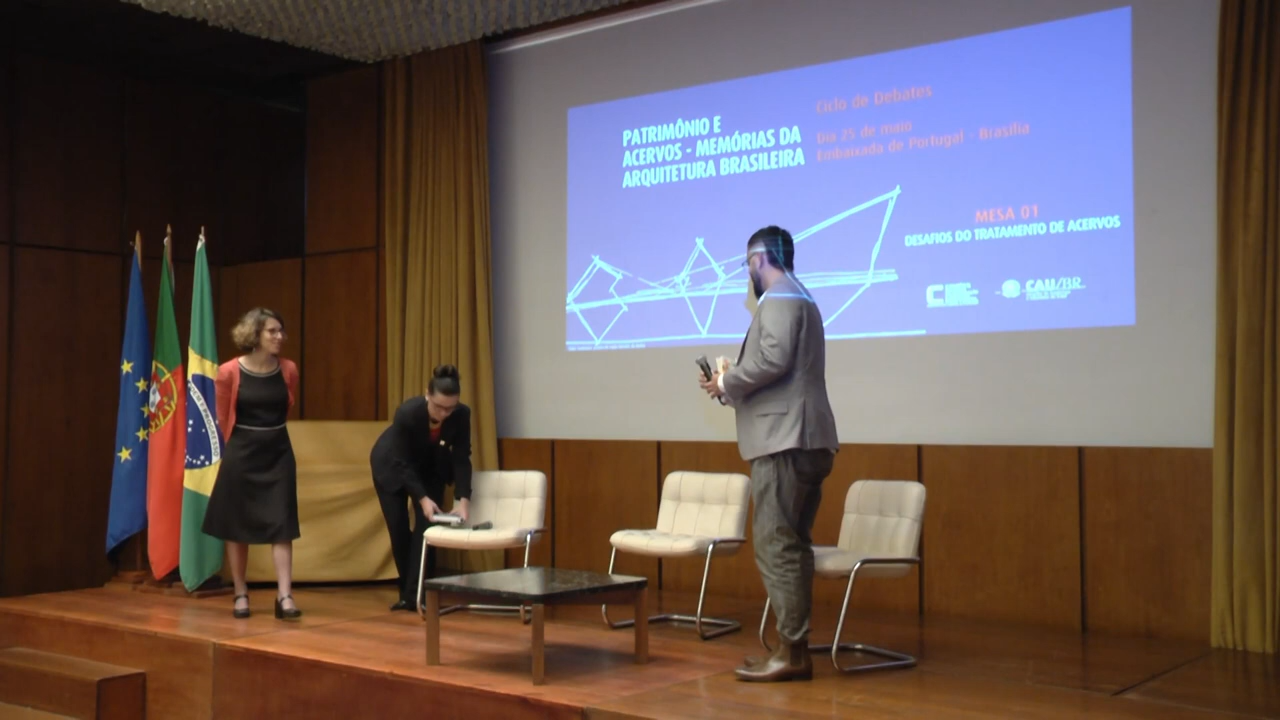 PATRIMÔNIO E
ACERVOS - MEMÓRIAS DA
ARQUITETURA BRASILEIRA
Ciclo de Debates
Dia 25 de maio
Embaixada de Portugal - Brasília
MESA 01
DESAFIOS DO TRATAMENTO DE ACERVOS
CAU/BR